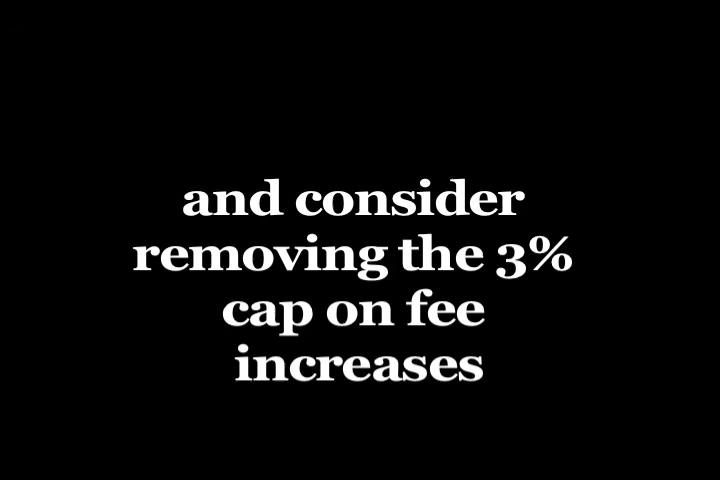 and consider
removing the 3%
cap on fee
increases